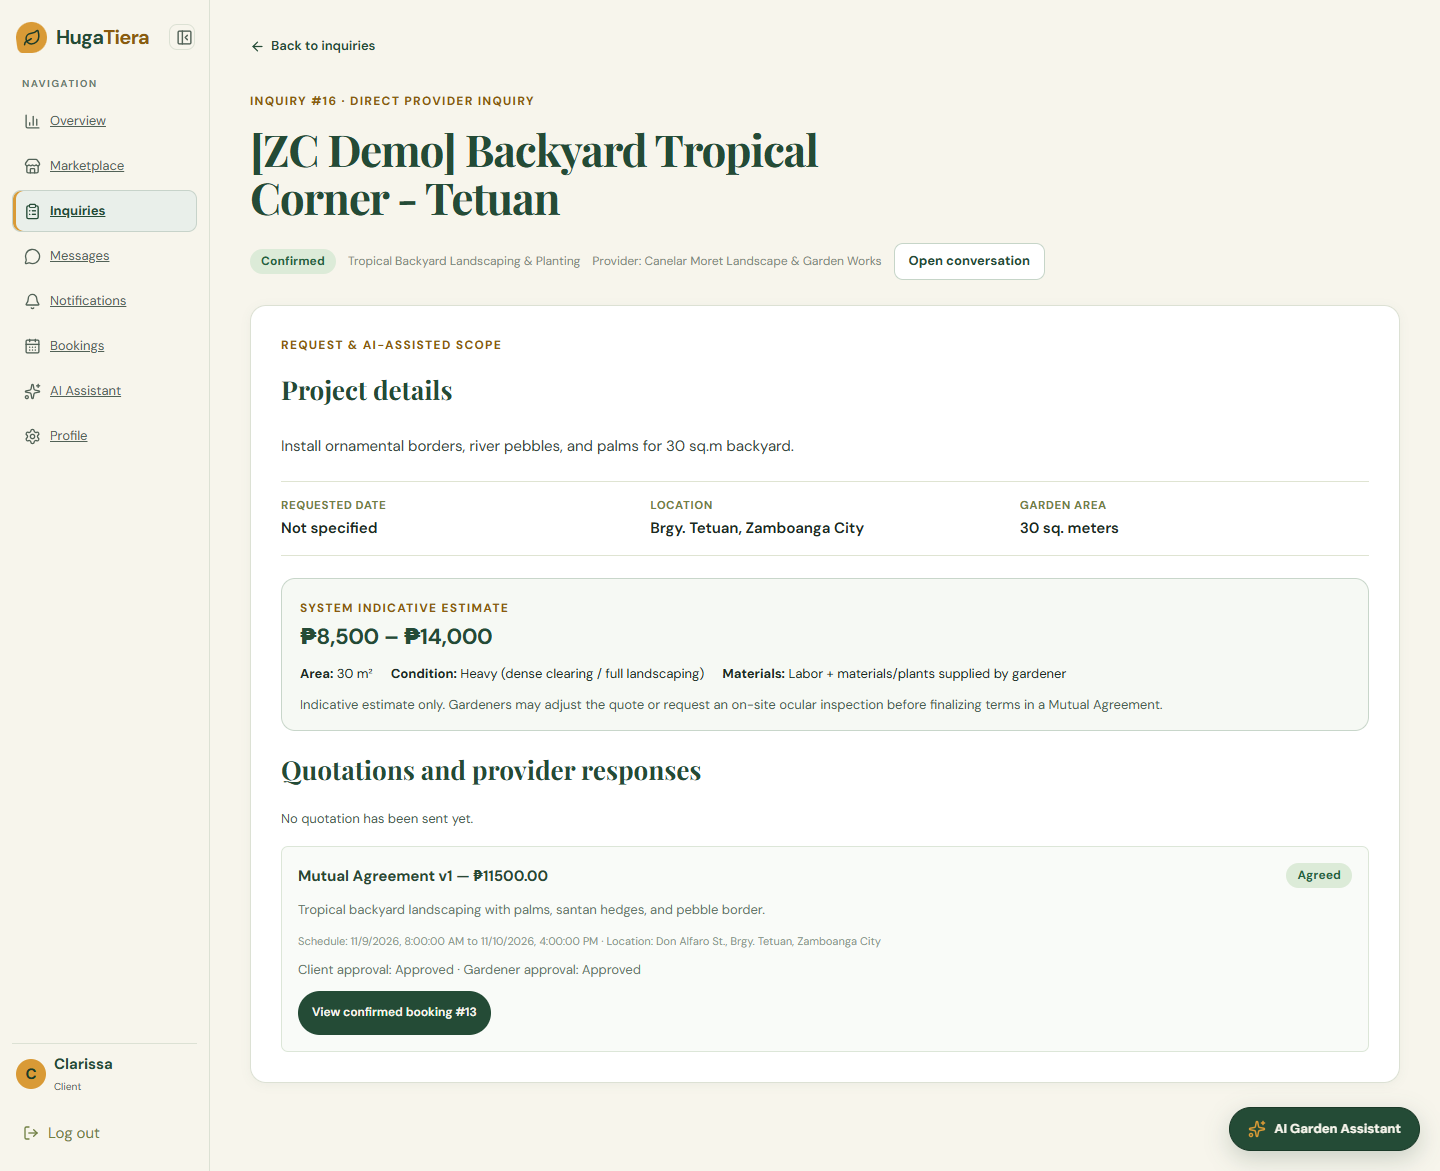 HugaTiera
NAVIGATION
Overview
Marketplace
Inquiries
Messages
Notifications
Bookings
AI Assistant
Profile
Clarissa
C
Client
Log out
Back to inquiries
INQUIRY #16 · DIRECT PROVIDER INQUIRY
[ZC Demo] Backyard Tropical
Corner - Tetuan
Confirmed Tropical Backyard Landscaping & Planting Provider: Canelar Moret Landscape & Garden Works Open conversation
REQUEST & AI-ASSISTED SCOPE
Project details
Install ornamental borders, river pebbles, and palms for 30 sq.m backyard.
REQUESTED DATE LOCATION GARDEN AREA
Not specified Brgy. Tetuan, Zamboanga City 30 sq. meters
SYSTEM INDICATIVE ESTIMATE
₱8,500 – ₱14,000
Area: 30 m² Condition: Heavy (dense clearing / full landscaping) Materials: Labor + materials/plants supplied by gardener
Indicative estimate only. Gardeners may adjust the quote or request an on-site ocular inspection before finalizing terms in a Mutual Agreement.
Quotations and provider responses
No quotation has been sent yet.
Mutual Agreement v1 — ₱11500.00 Agreed
Tropical backyard landscaping with palms, santan hedges, and pebble border.
Schedule: 11/9/2026, 8:00:00 AM to 11/10/2026, 4:00:00 PM · Location: Don Alfaro St., Brgy. Tetuan, Zamboanga City
Client approval: Approved · Gardener approval: Approved
View confirmed booking #13
AI Garden Assistant